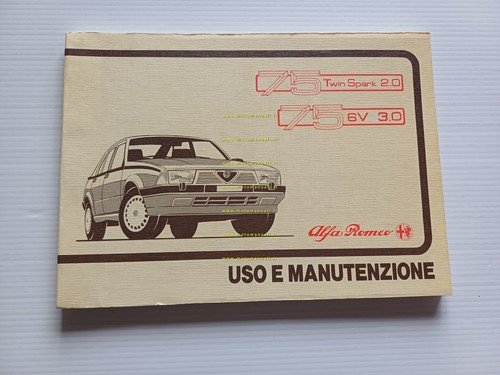 75 Twin Spark 2.0
75 6V 3.0
Alfa Romeo
USO E MANUTENZIONE